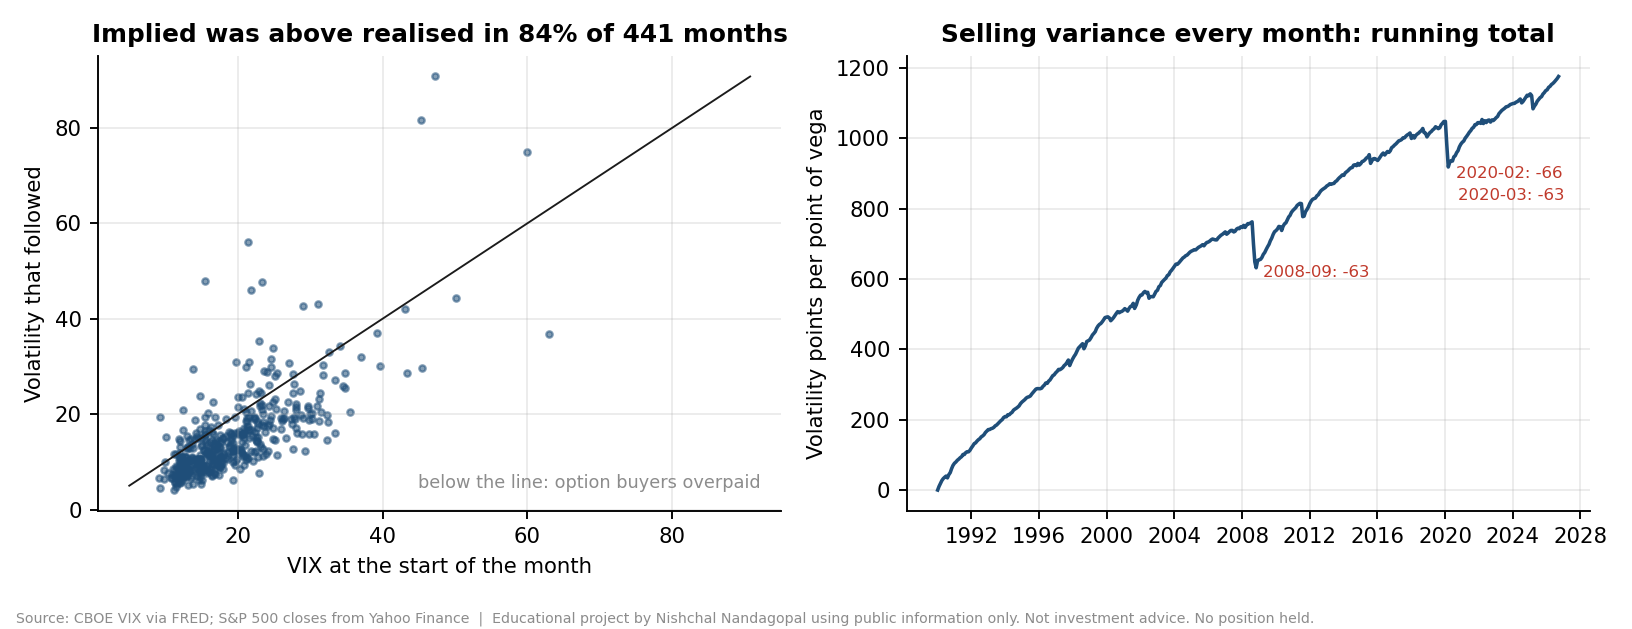 Implied was above realised in 84% of 441 months
Volatility that followed
80
60
40
20
0
below the line: option buyers overpaid
20 40 60 80
VIX at the start of the month
Selling variance every month: running total
Volatility points per point of vega
1200
1000
800
600
400
200
0
2020-02: -66
2020-03: -63
2008-09: -63
1992 1996 2000 2004 2008 2012 2016 2020 2024 2028
Source: CBOE VIX via FRED; S&P 500 closes from Yahoo Finance | Educational project by Nishchal Nandagopal using public information only. Not investment advice. No position held.